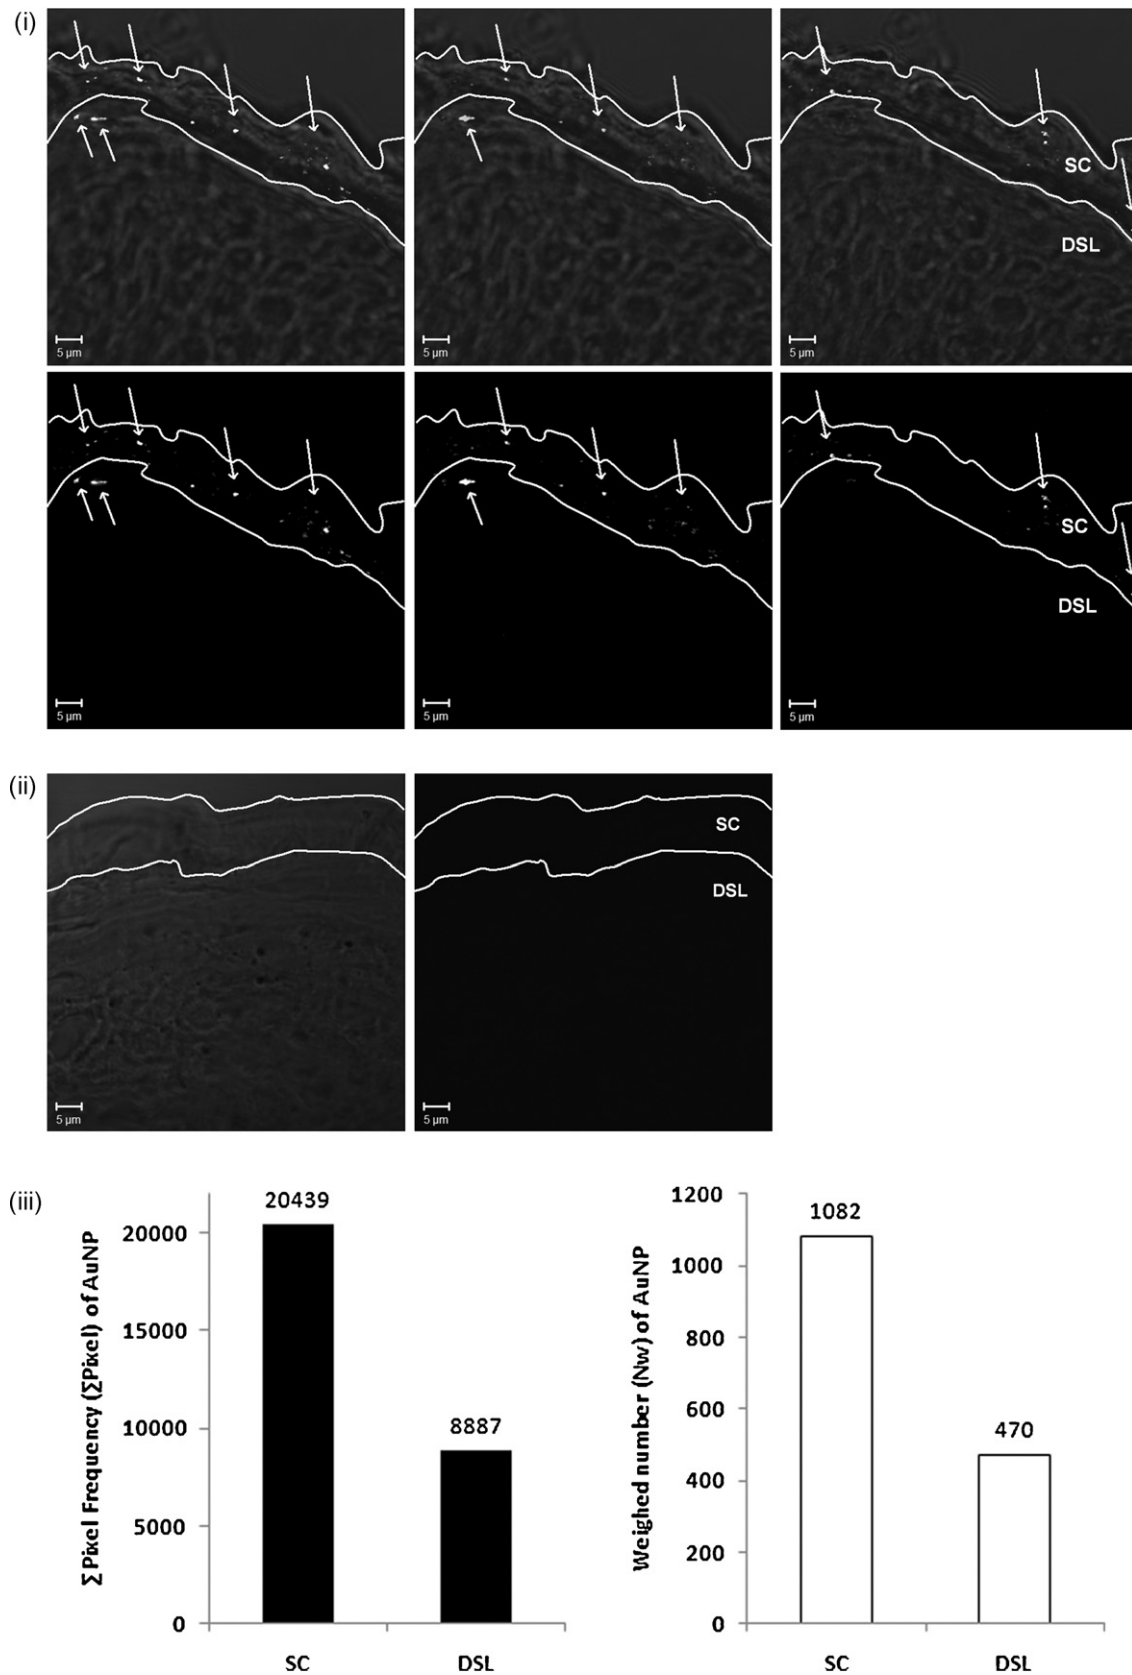 (i)
SC
DSL
5 µm
5 µm
5 µm
SC
DSL
5 µm
5 µm
5 µm
(ii)
SC
DSL
5 µm
5 µm
(iii)
∑Pixel Frequency (∑Pixel) of AuNP
20000
15000
10000
5000
0
20439
8887
SC
DSL
Weighed number (Nw) of AuNP
1200
1000
800
600
400
200
0
1082
470
SC
DSL